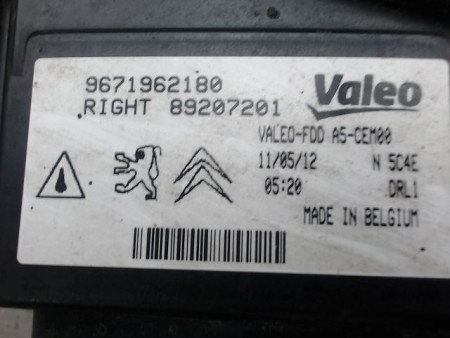 9671962180
RIGHT 89207201
Valeo
VALEO-FDD A5-CEM00
11/05/12 N 5C4E
05:20 DRL1
MADE IN BELGIUM